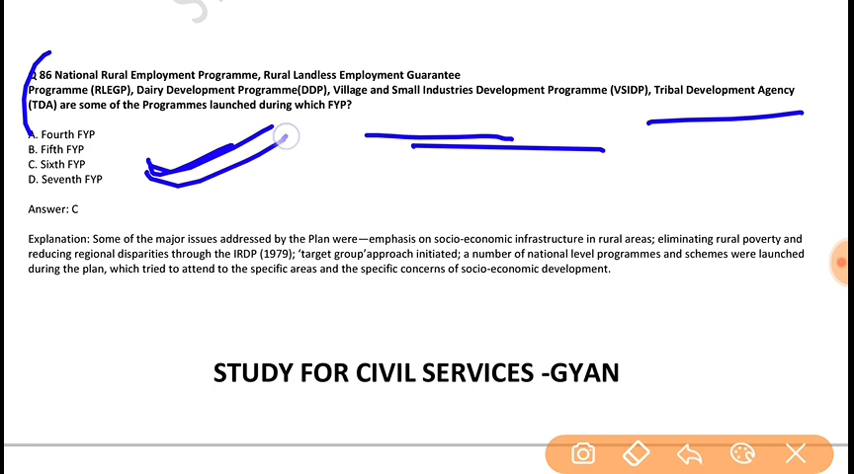 86 National Rural Employment Programme, Rural Landless Employment Guarantee
Programme (RLEGP), Dairy Development Programme(DDP), Village and Small Industries Development Programme (VSIDP), Tribal Development Agency
(TDA) are some of the Programmes launched during which FYP?
A. Fourth FYP
B. Fifth FYP
C. Sixth FYP
D. Seventh FYP
Answer: C
Explanation: Some of the major issues addressed by the Plan were—emphasis on socio-economic infrastructure in rural areas; eliminating rural poverty and
reducing regional disparities through the IRDP (1979); ‘target group’approach initiated; a number of national level programmes and schemes were launched
during the plan, which tried to attend to the specific areas and the specific concerns of socio-economic development.
STUDY FOR CIVIL SERVICES -GYAN